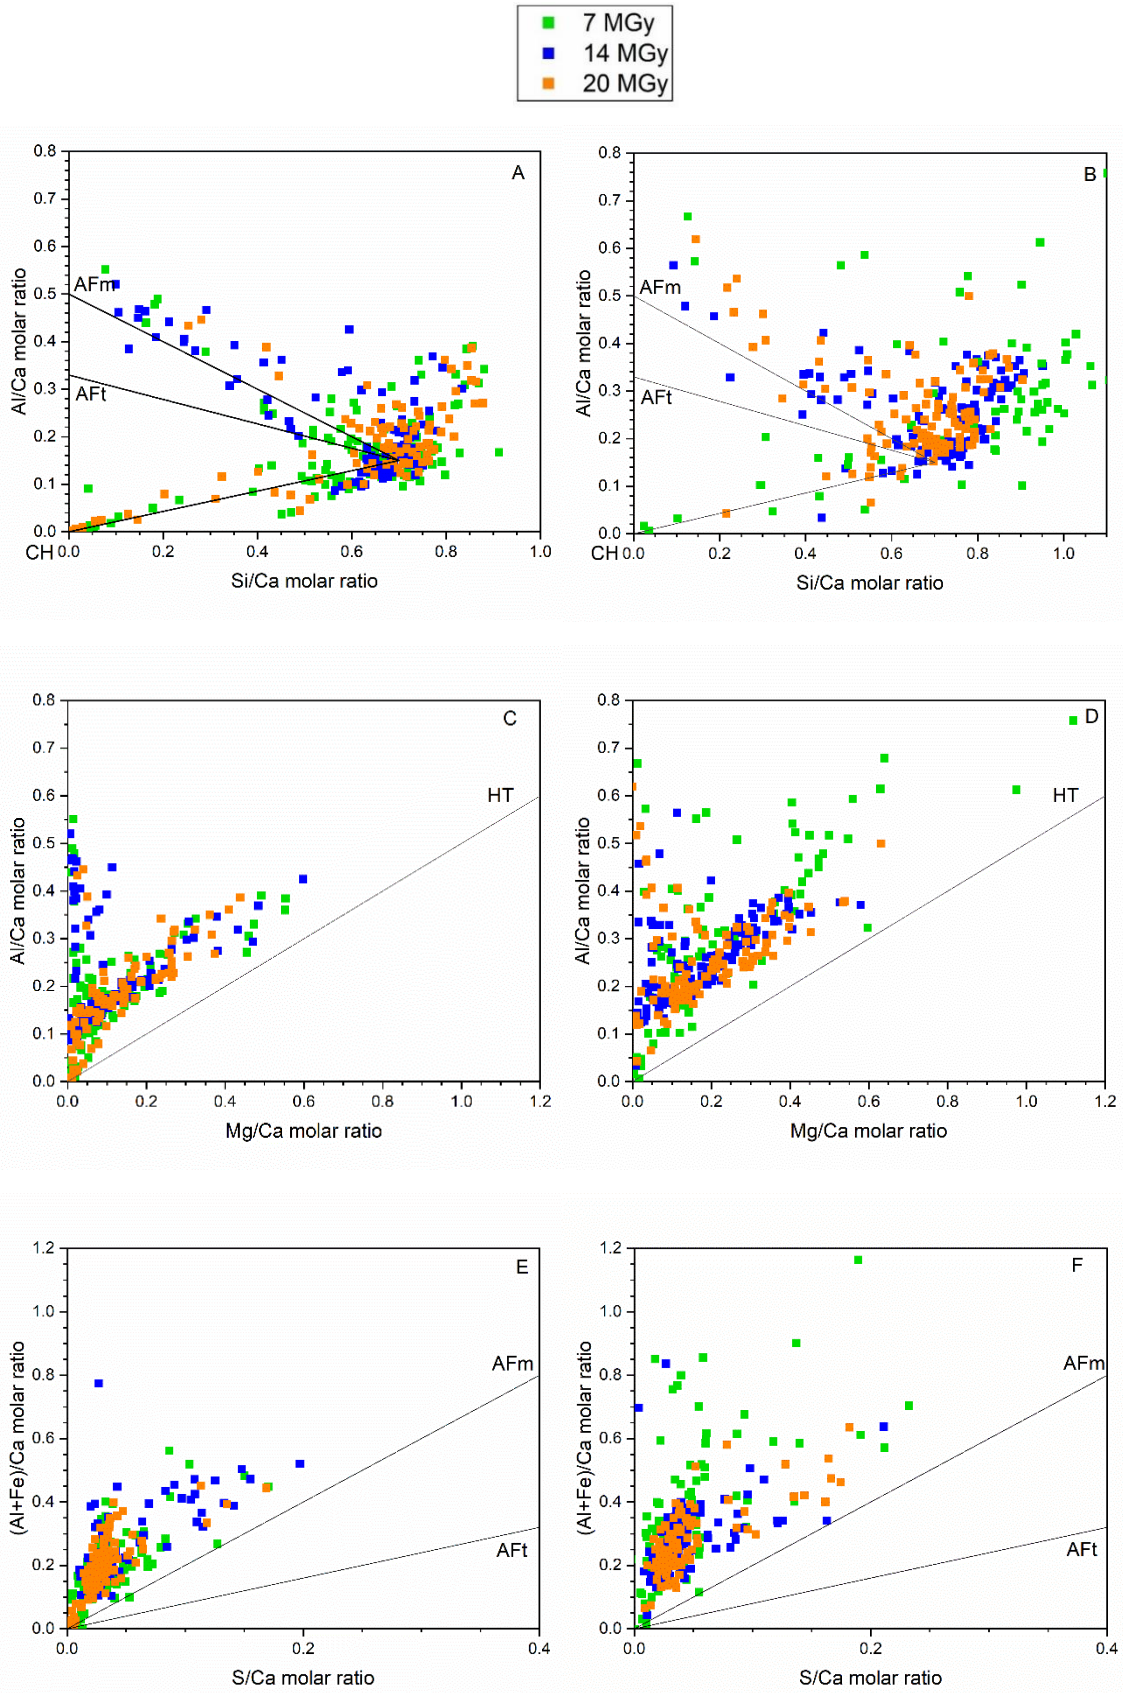 7 MGy
14 MGy
20 MGy
0.8
0.7
0.6
0.5
0.4
0.3
0.2
0.1
0.0
Al/Ca molar ratio
A
AFm
AFt
CH
0.0 0.2 0.4 0.6 0.8 1.0
Si/Ca molar ratio
0.8
0.7
0.6
0.5
0.4
0.3
0.2
0.1
0.0
Al/Ca molar ratio
B
AFm
AFt
CH
0.0 0.2 0.4 0.6 0.8 1.0
Si/Ca molar ratio
0.8
0.7
0.6
0.5
0.4
0.3
0.2
0.1
0.0
Al/Ca molar ratio
C
HT
0.0 0.2 0.4 0.6 0.8 1.0 1.2
Mg/Ca molar ratio
0.8
0.7
0.6
0.5
0.4
0.3
0.2
0.1
0.0
Al/Ca molar ratio
D
HT
0.0 0.2 0.4 0.6 0.8 1.0 1.2
Mg/Ca molar ratio
1.2
1.0
0.8
0.6
0.4
0.2
0.0
(Al+Fe)/Ca molar ratio
E
AFm
AFt
0.0 0.2 0.4
S/Ca molar ratio
1.2
1.0
0.8
0.6
0.4
0.2
0.0
(Al+Fe)/Ca molar ratio
F
AFm
AFt
0.0 0.2 0.4
S/Ca molar ratio